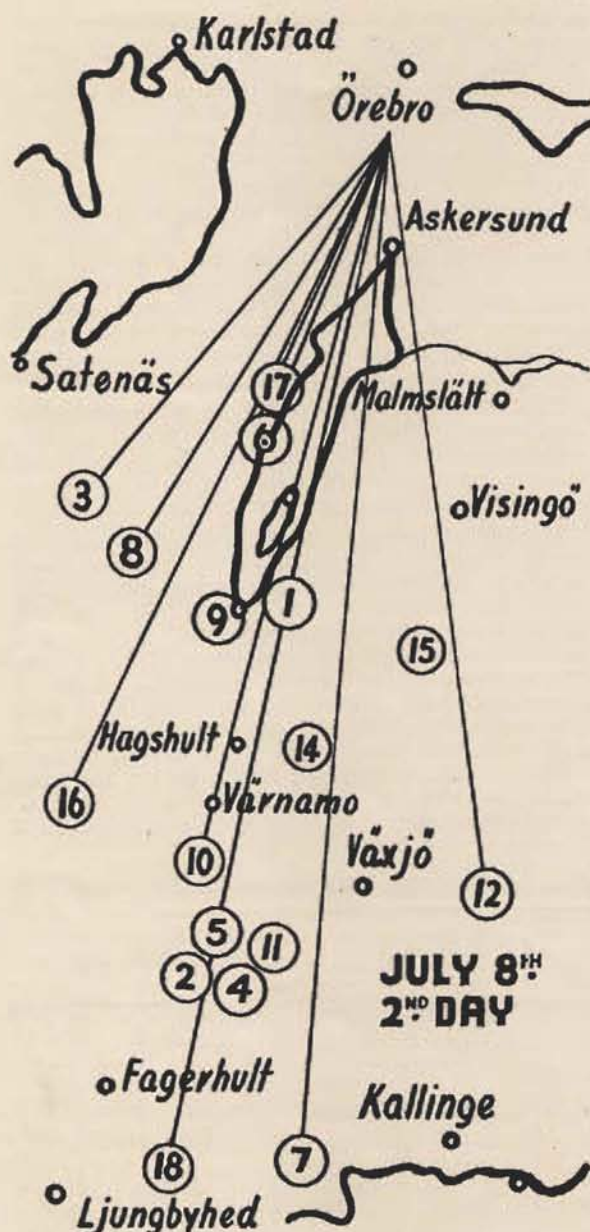 Karlstad
Örebro
Askersund
Satenäs
17
Malmslätt
6
3
Visingö
8
9
1
15
Hagshult
14
16
Värnamo
10
Växjö
12
5
11
2
4
JULY 8TH
2ND DAY
Fagerhult
Kallinge
18
7
Ljungbyhed